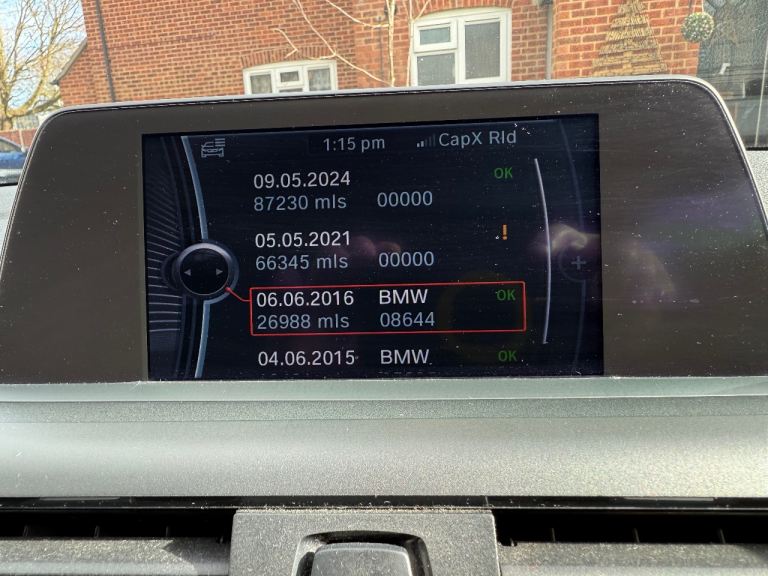 1:15 pm CapX Rld
09.05.2024 OK
87230 mls 00000
05.05.2021 !
66345 mls 00000
06.06.2016 BMW OK
26988 mls 08644
04.06.2015 BMW OK